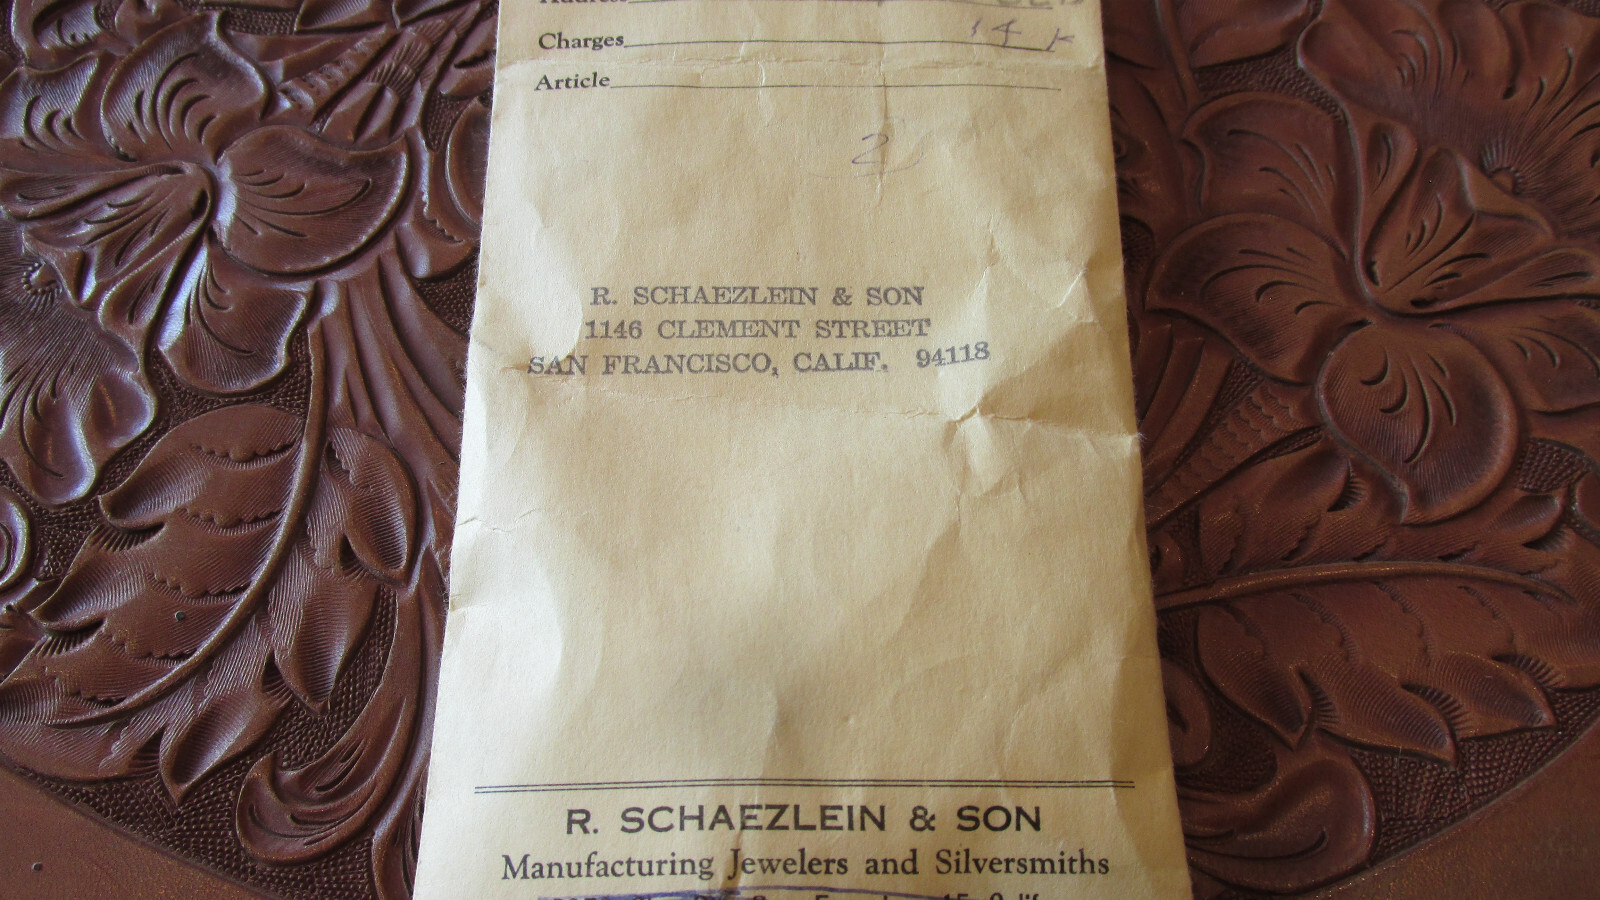 Address
Charges 14 K
Article
2
R. SCHAEZLEIN & SON
1146 CLEMENT STREET
SAN FRANCISCO, CALIF. 94118
R. SCHAEZLEIN & SON
Manufacturing Jewelers and Silversmiths